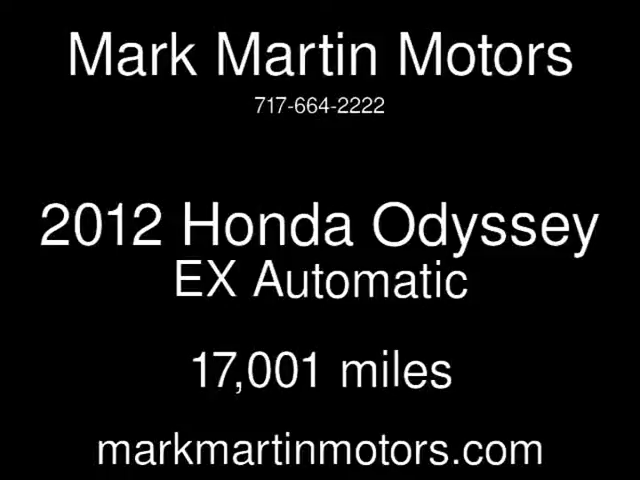 Mark Martin Motors
717-664-2222
2012 Honda Odyssey
EX Automatic
17,001 miles
markmartinmotors.com